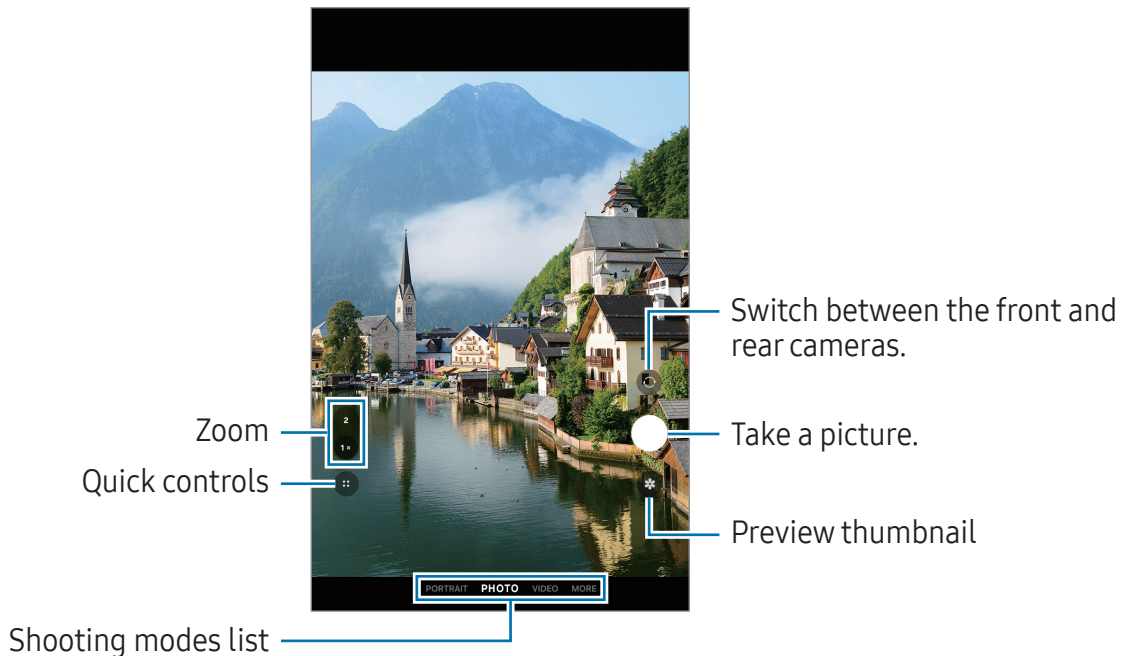 Switch between the front and
rear cameras.
2
Zoom
1×
Take a picture.
Quick controls
Preview thumbnail
PORTRAIT PHOTO VIDEO MORE
Shooting modes list